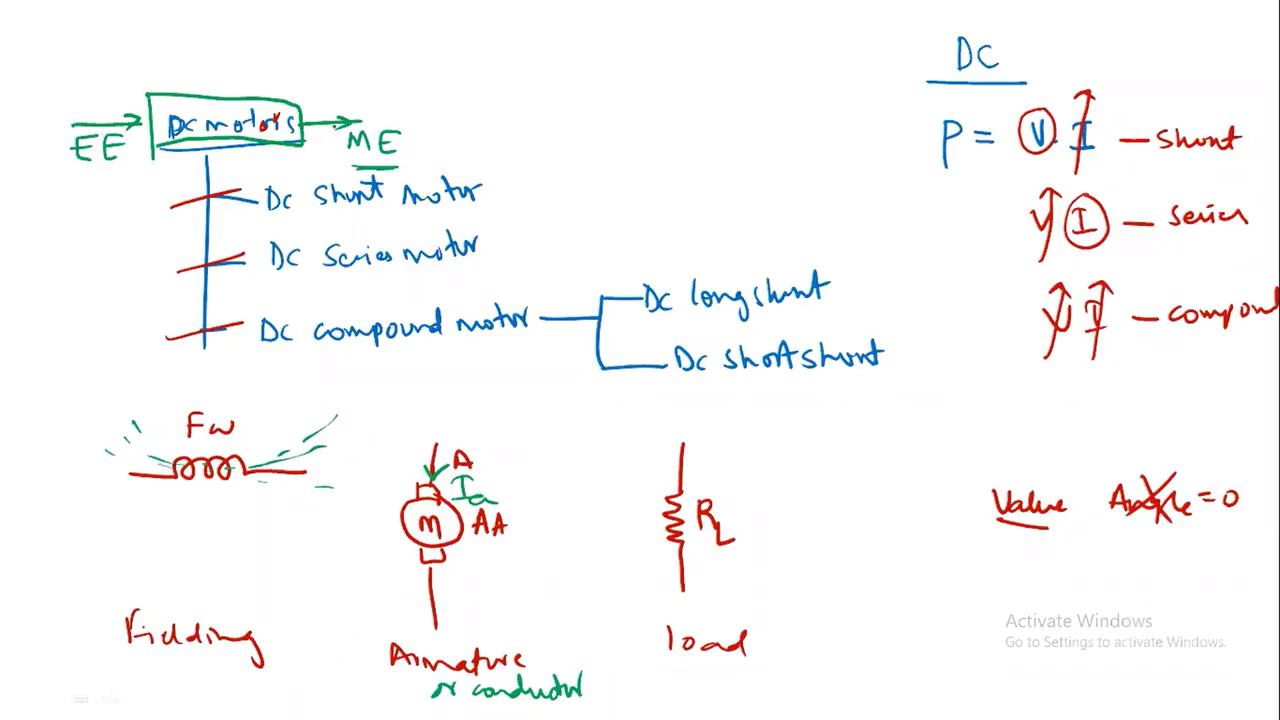 DC
EE DC motors ME
P = V. I — Shunt
DC Shunt motor
V I — series
DC Series motor
DC compound motor
DC long shunt
V I — compound
DC short shunt
FW
A
Ia
M AA
RL
Value Angle = 0
Fielding
Armature
or conductor
load
Activate Windows
Go to Settings to activate Windows.